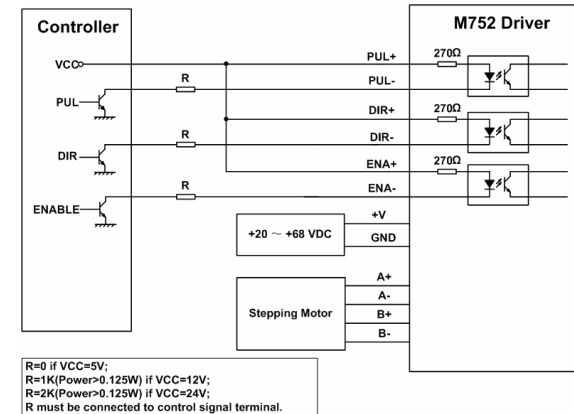 Controller
M752 Driver
VCC
PUL+
270Ω
R
PUL-
PUL
DIR+
270Ω
R
DIR-
DIR
ENA+
270Ω
R
ENA-
ENABLE
+V
+20 ～ +68 VDC
GND
A+
A-
Stepping Motor
B+
B-
R=0 if VCC=5V;
R=1K(Power>0.125W) if VCC=12V;
R=2K(Power>0.125W) if VCC=24V;
R must be connected to control signal terminal.